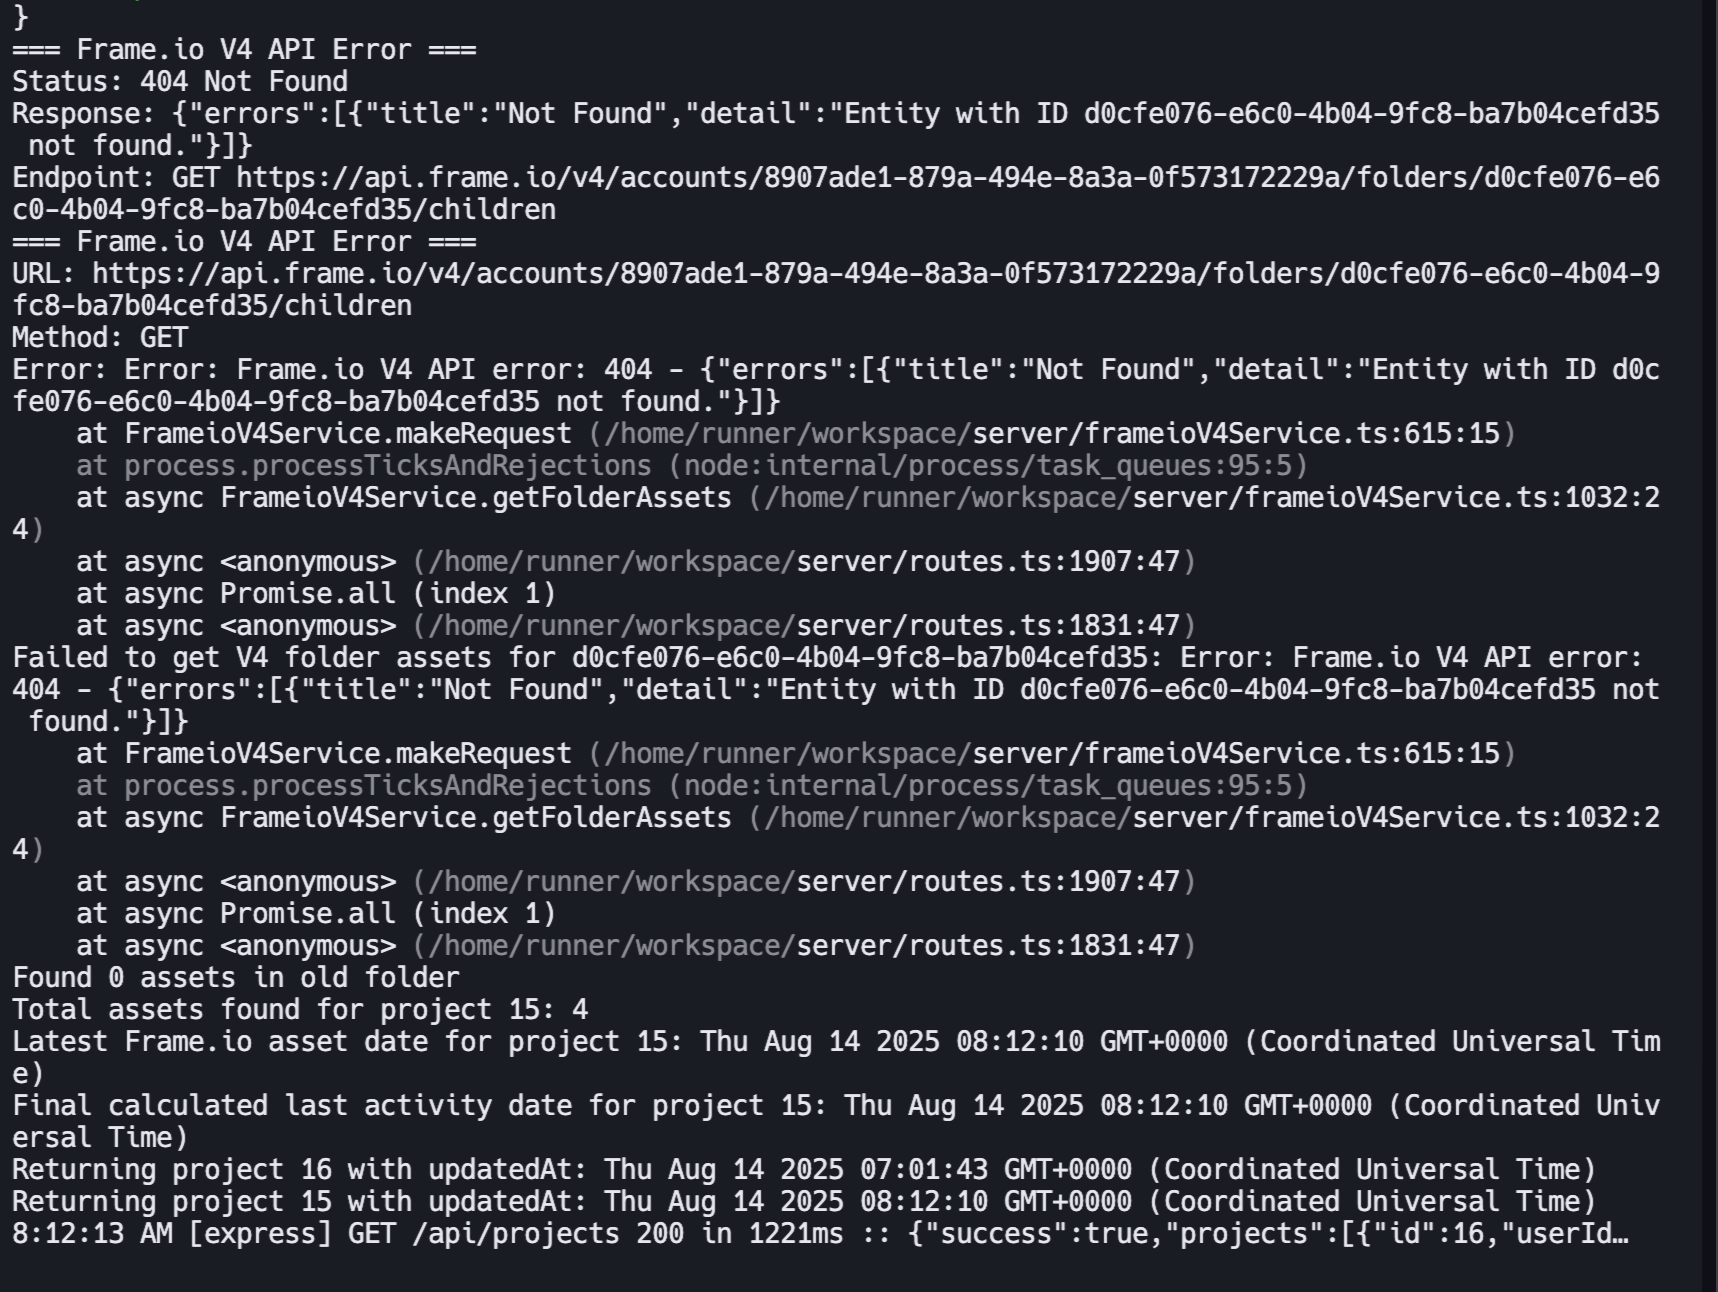 }
=== Frame.io V4 API Error ===
Status: 404 Not Found
Response: {"errors":[{"title":"Not Found","detail":"Entity with ID d0cfe076-e6c0-4b04-9fc8-ba7b04cefd35
 not found."}]}
Endpoint: GET https://api.frame.io/v4/accounts/8907ade1-879a-494e-8a3a-0f573172229a/folders/d0cfe076-e6
c0-4b04-9fc8-ba7b04cefd35/children
=== Frame.io V4 API Error ===
URL: https://api.frame.io/v4/accounts/8907ade1-879a-494e-8a3a-0f573172229a/folders/d0cfe076-e6c0-4b04-9
fc8-ba7b04cefd35/children
Method: GET
Error: Error: Frame.io V4 API error: 404 - {"errors":[{"title":"Not Found","detail":"Entity with ID d0c
fe076-e6c0-4b04-9fc8-ba7b04cefd35 not found."}]}
    at FrameioV4Service.makeRequest (/home/runner/workspace/server/frameioV4Service.ts:615:15)
    at process.processTicksAndRejections (node:internal/process/task_queues:95:5)
    at async FrameioV4Service.getFolderAssets (/home/runner/workspace/server/frameioV4Service.ts:1032:2
4)
    at async <anonymous> (/home/runner/workspace/server/routes.ts:1907:47)
    at async Promise.all (index 1)
    at async <anonymous> (/home/runner/workspace/server/routes.ts:1831:47)
Failed to get V4 folder assets for d0cfe076-e6c0-4b04-9fc8-ba7b04cefd35: Error: Frame.io V4 API error: 
404 - {"errors":[{"title":"Not Found","detail":"Entity with ID d0cfe076-e6c0-4b04-9fc8-ba7b04cefd35 not
 found."}]}
    at FrameioV4Service.makeRequest (/home/runner/workspace/server/frameioV4Service.ts:615:15)
    at process.processTicksAndRejections (node:internal/process/task_queues:95:5)
    at async FrameioV4Service.getFolderAssets (/home/runner/workspace/server/frameioV4Service.ts:1032:2
4)
    at async <anonymous> (/home/runner/workspace/server/routes.ts:1907:47)
    at async Promise.all (index 1)
    at async <anonymous> (/home/runner/workspace/server/routes.ts:1831:47)
Found 0 assets in old folder
Total assets found for project 15: 4
Latest Frame.io asset date for project 15: Thu Aug 14 2025 08:12:10 GMT+0000 (Coordinated Universal Tim
e)
Final calculated last activity date for project 15: Thu Aug 14 2025 08:12:10 GMT+0000 (Coordinated Univ
ersal Time)
Returning project 16 with updatedAt: Thu Aug 14 2025 07:01:43 GMT+0000 (Coordinated Universal Time)
Returning project 15 with updatedAt: Thu Aug 14 2025 08:12:10 GMT+0000 (Coordinated Universal Time)
8:12:13 AM [express] GET /api/projects 200 in 1221ms :: {"success":true,"projects":[{"id":16,"userId…